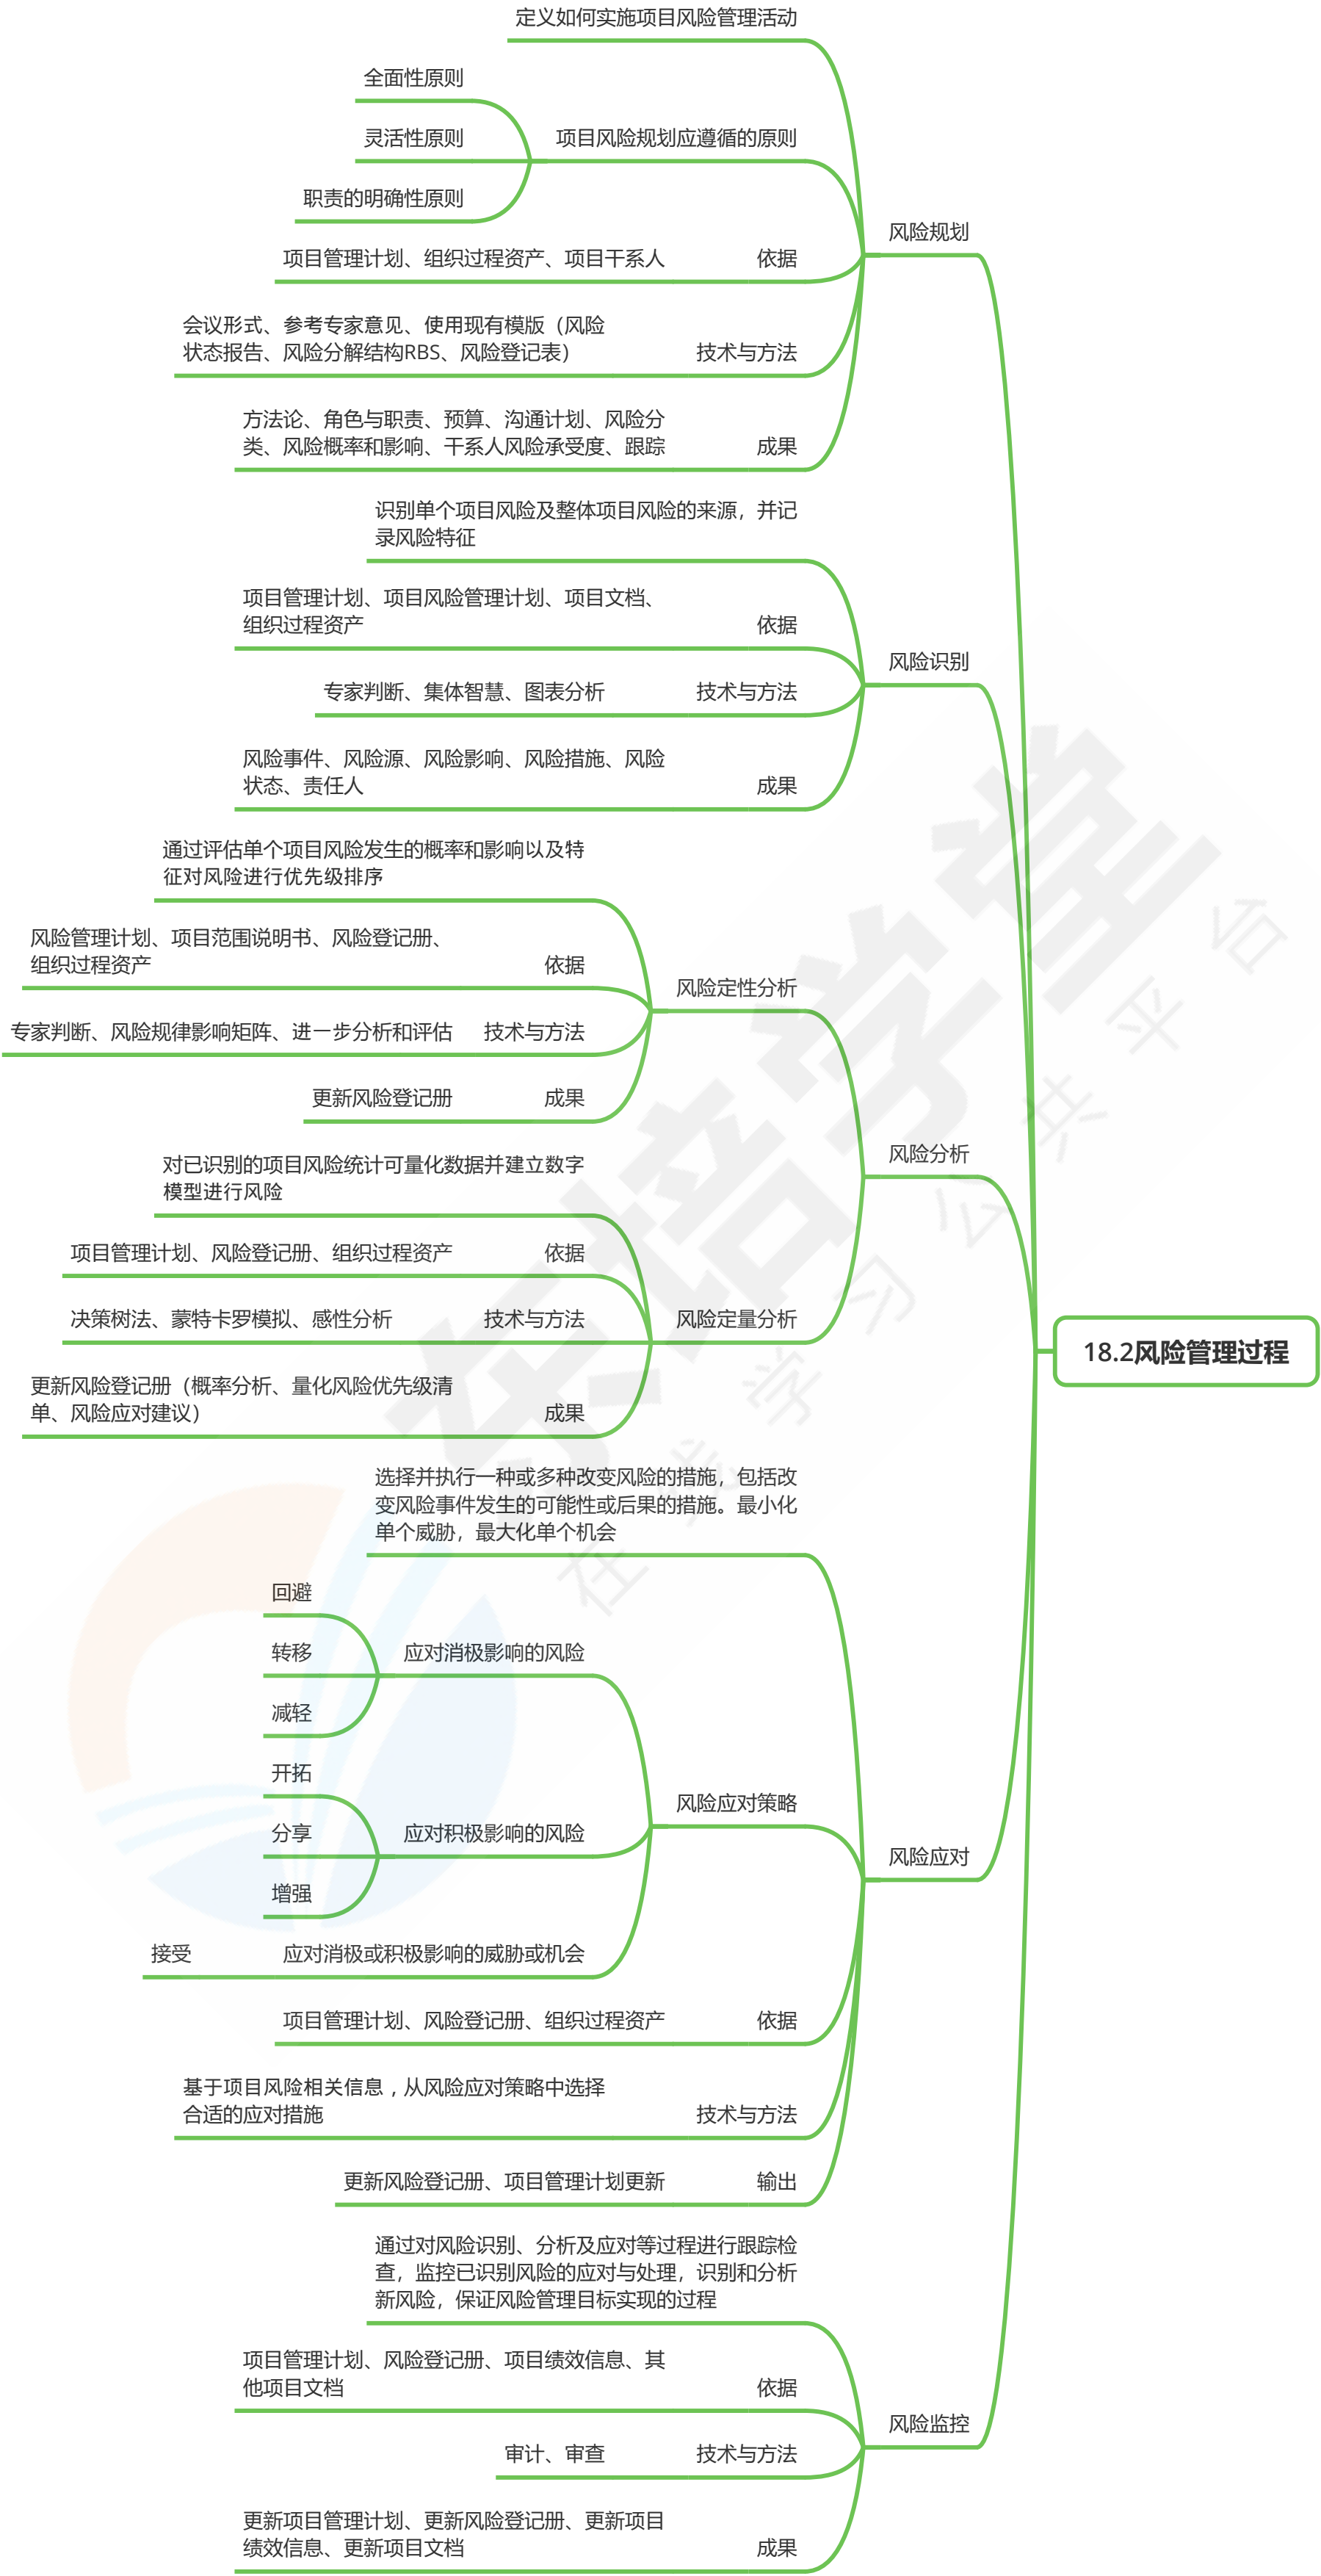 18.2风险管理过程
风险规划
定义如何实施项目风险管理活动
项目风险规划应遵循的原则
全面性原则
灵活性原则
职责的明确性原则
依据
项目管理计划、组织过程资产、项目干系人
技术与方法
会议形式、参考专家意见、使用现有模版（风险
状态报告、风险分解结构RBS、风险登记表）
成果
方法论、角色与职责、预算、沟通计划、风险分
类、风险概率和影响、干系人风险承受度、跟踪
风险识别
识别单个项目风险及整体项目风险的来源，并记
录风险特征
依据
项目管理计划、项目风险管理计划、项目文档、
组织过程资产
技术与方法
专家判断、集体智慧、图表分析
成果
风险事件、风险源、风险影响、风险措施、风险
状态、责任人
风险分析
风险定性分析
通过评估单个项目风险发生的概率和影响以及特
征对风险进行优先级排序
依据
风险管理计划、项目范围说明书、风险登记册、
组织过程资产
技术与方法
专家判断、风险规律影响矩阵、进一步分析和评估
成果
更新风险登记册
风险定量分析
对已识别的项目风险统计可量化数据并建立数字
模型进行风险
依据
项目管理计划、风险登记册、组织过程资产
技术与方法
决策树法、蒙特卡罗模拟、感性分析
成果
更新风险登记册（概率分析、量化风险优先级清
单、风险应对建议）
风险应对
选择并执行一种或多种改变风险的措施，包括改
变风险事件发生的可能性或后果的措施。最小化
单个威胁，最大化单个机会
风险应对策略
应对消极影响的风险
回避
转移
减轻
应对积极影响的风险
开拓
分享
增强
应对消极或积极影响的威胁或机会
接受
依据
项目管理计划、风险登记册、组织过程资产
技术与方法
基于项目风险相关信息，从风险应对策略中选择
合适的应对措施
输出
更新风险登记册、项目管理计划更新
风险监控
通过对风险识别、分析及应对等过程进行跟踪检
查，监控已识别风险的应对与处理，识别和分析
新风险，保证风险管理目标实现的过程
依据
项目管理计划、风险登记册、项目绩效信息、其
他项目文档
技术与方法
审计、审查
成果
更新项目管理计划、更新风险登记册、更新项目
绩效信息、更新项目文档
乐培学堂
在线学习公共平台